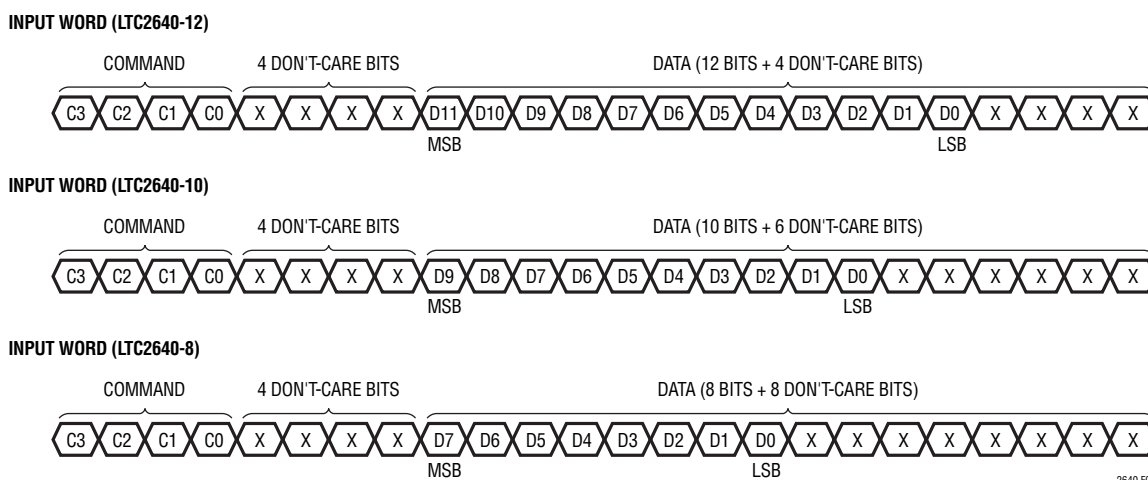 INPUT WORD (LTC2640-12)
COMMAND 4 DON'T-CARE BITS DATA (12 BITS + 4 DON'T-CARE BITS)
C3 C2 C1 C0 X X X X D11 D10 D9 D8 D7 D6 D5 D4 D3 D2 D1 D0 X X X X
MSB LSB
INPUT WORD (LTC2640-10)
COMMAND 4 DON'T-CARE BITS DATA (10 BITS + 6 DON'T-CARE BITS)
C3 C2 C1 C0 X X X X D9 D8 D7 D6 D5 D4 D3 D2 D1 D0 X X X X X X
MSB LSB
INPUT WORD (LTC2640-8)
COMMAND 4 DON'T-CARE BITS DATA (8 BITS + 8 DON'T-CARE BITS)
C3 C2 C1 C0 X X X X D7 D6 D5 D4 D3 D2 D1 D0 X X X X X X X X
MSB LSB
2640